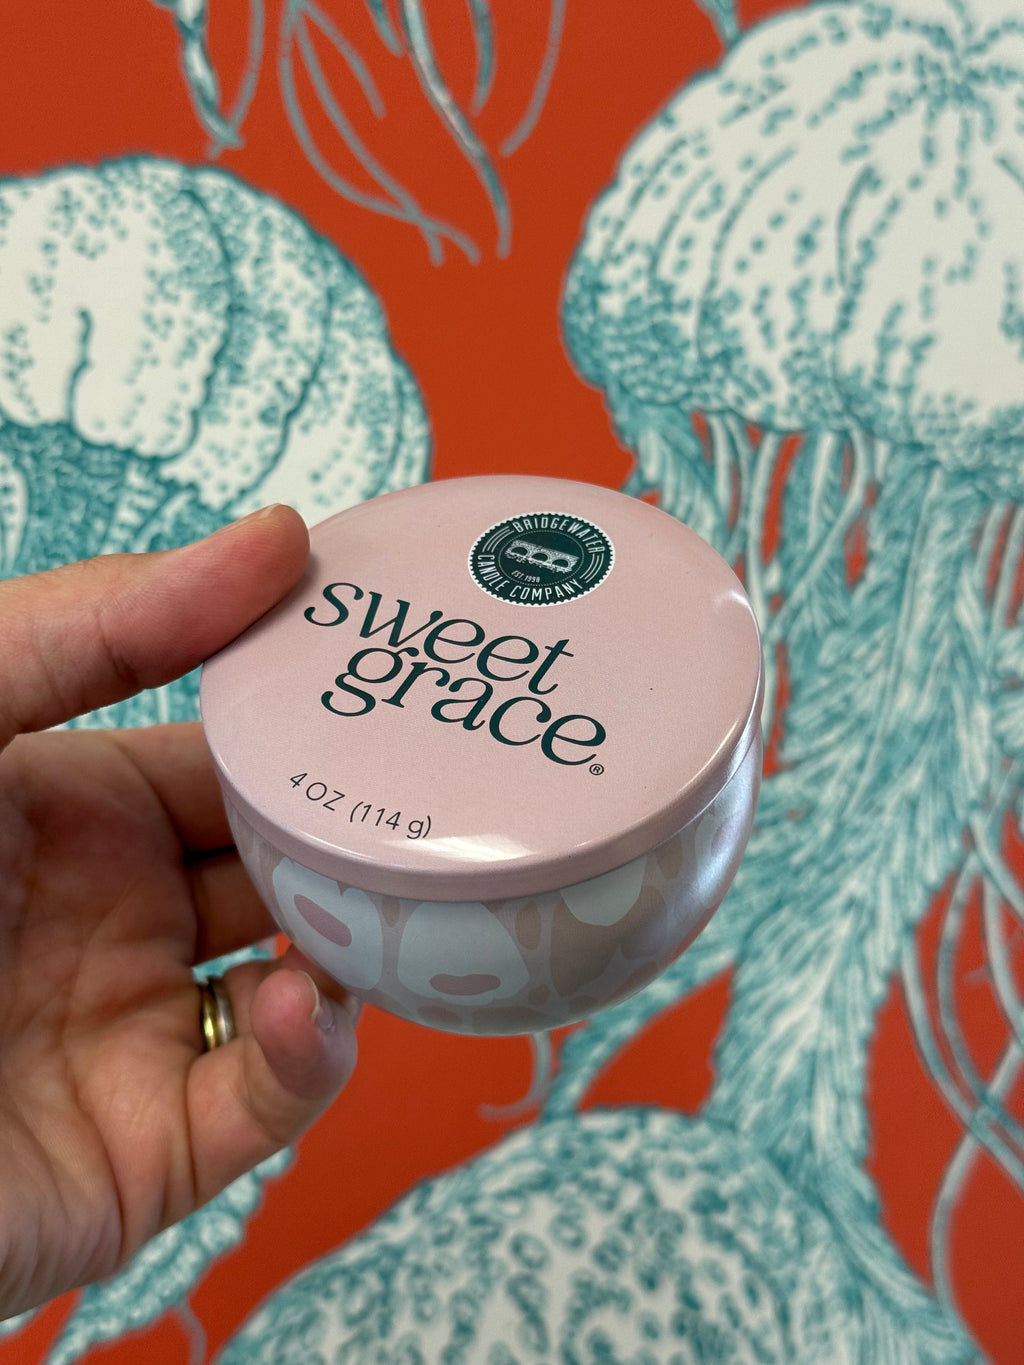 BRIDGEWATER
EST. 1998
CANDLE COMPANY
sweet
grace®
4 OZ (114 g)